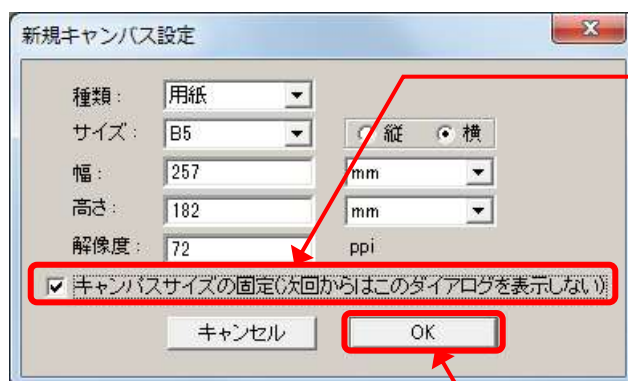 新規キャンバス設定
種類： 用紙
サイズ： B5 縦 横
幅： 257 mm
高さ： 182 mm
解像度： 72 ppi
キャンバスサイズの固定(次回からはこのダイアログを表示しない)
キャンセル OK